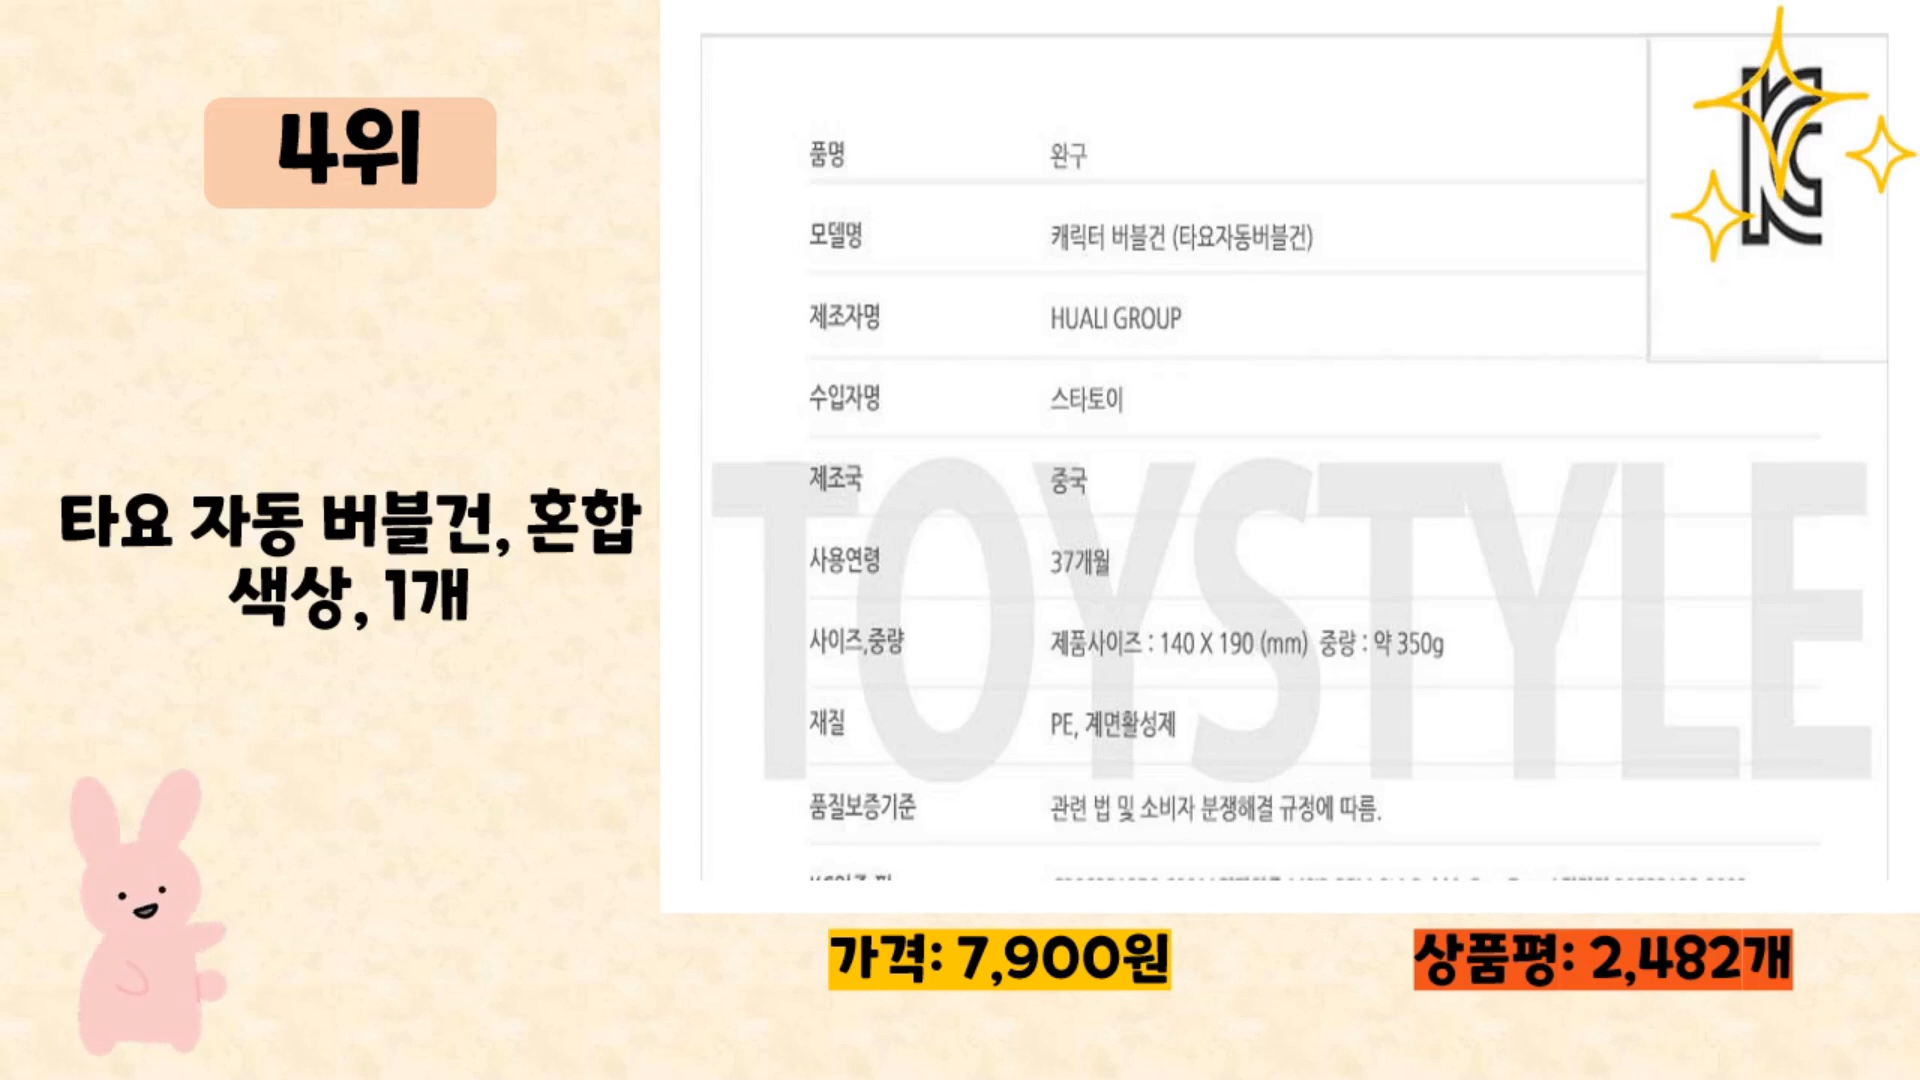 4위
타요 자동 버블건, 혼합
색상, 1개
KC
품명 완구
모델명 캐릭터 버블건 (타요자동버블건)
제조자명 HUALI GROUP
수입자명 스타토이
제조국 중국
사용연령 37개월
사이즈,중량 제품사이즈 : 140 X 190 (mm) 중량 : 약 350g
재질 PE, 계면활성제
품질보증기준 관련 법 및 소비자 분쟁해결 규정에 따름.
TOYSTYLE
가격: 7,900원
상품평: 2,482개